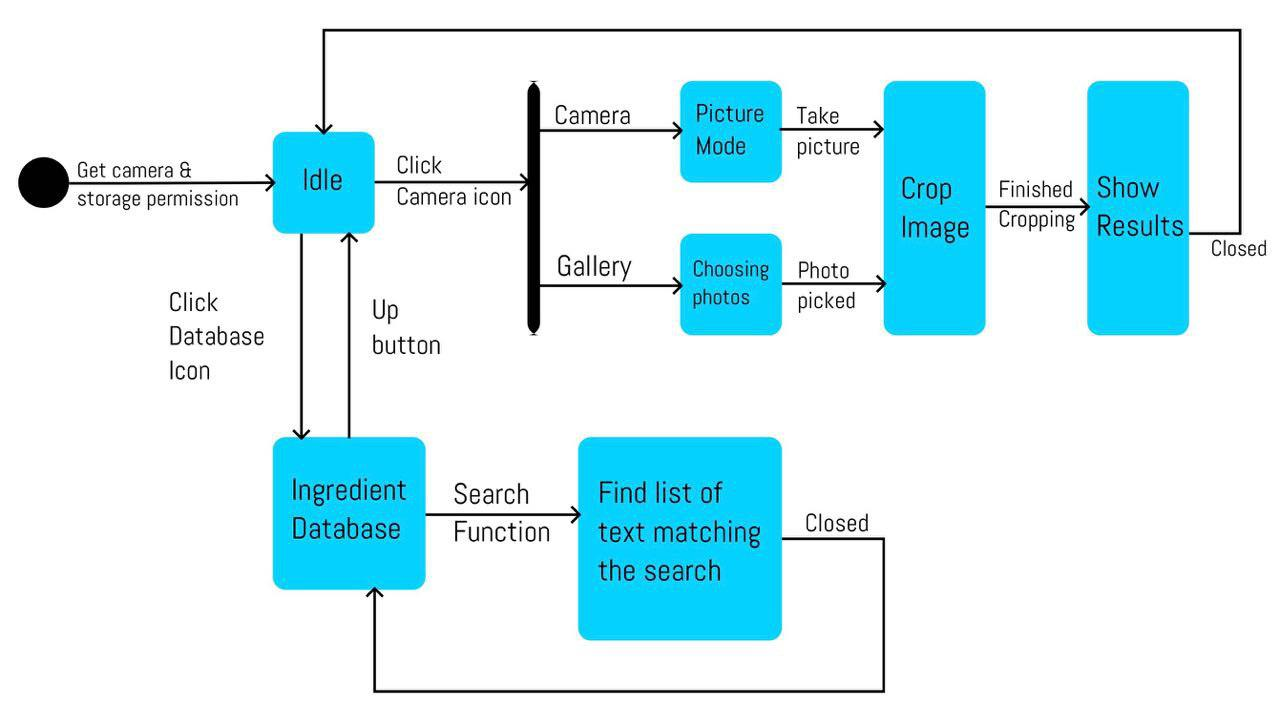 Get camera &
storage permission
Idle
Click
Camera icon
Camera
Picture
Mode
Take
picture
Gallery
Choosing
photos
Photo
picked
Crop
Image
Finished
Cropping
Show
Results
Closed
Click
Database
Icon
Up
button
Ingredient
Database
Search
Function
Find list of
text matching
the search
Closed